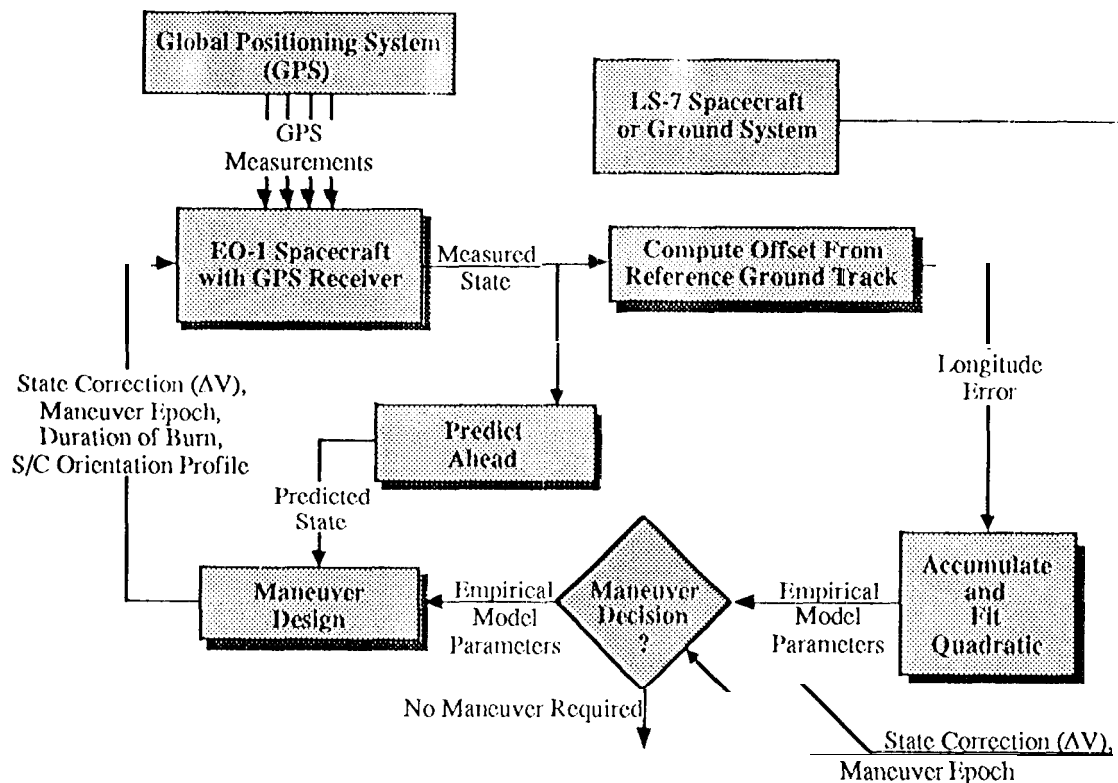 Global Positioning System
(GPS)
GPS
Measurements
LS-7 Spacecraft
or Ground System
EO-1 Spacecraft
with GPS Receiver
Measured
State
Compute Offset From
Reference Ground Track
Longitude
Error
State Correction (ΔV),
Maneuver Epoch,
Duration of Burn,
S/C Orientation Profile
Predict
Ahead
Predicted
State
Maneuver
Design
Empirical
Model
Parameters
Maneuver
Decision
?
Empirical
Model
Parameters
Accumulate
and
Fit
Quadratic
No Maneuver Required
State Correction (ΔV),
Maneuver Epoch